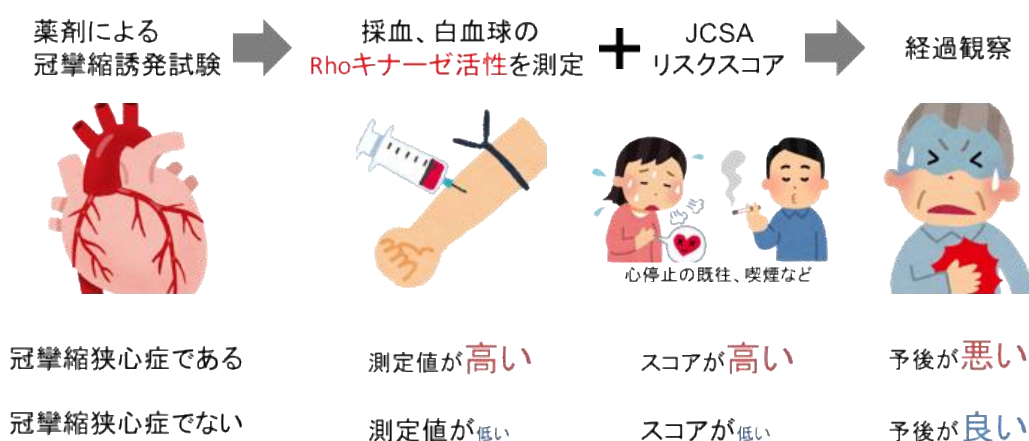 薬剤による
冠攣縮誘発試験
採血、白血球の
Rhoキナーゼ活性を測定
+
JCSA
リスクスコア
経過観察
心停止の既往、喫煙など
冠攣縮狭心症である
測定値が高い
スコアが高い
予後が悪い
冠攣縮狭心症でない
測定値が低い
スコアが低い
予後が良い